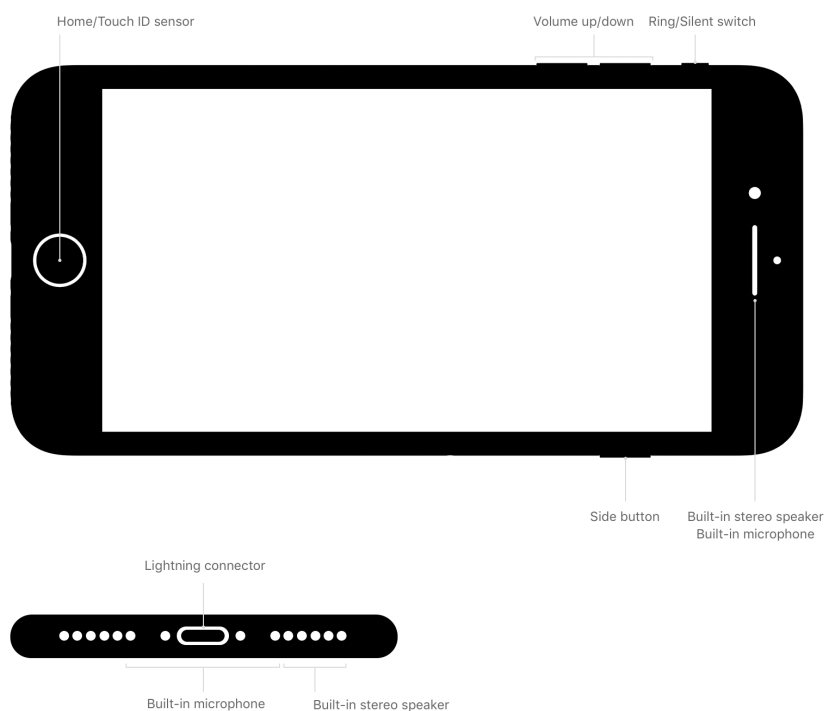 Home/Touch ID sensor
Volume up/down
Ring/Silent switch
Side button
Built-in stereo speaker
Built-in microphone
Lightning connector
Built-in microphone
Built-in stereo speaker